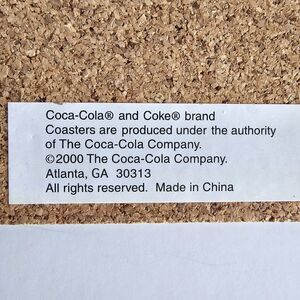 Coca-Cola® and Coke® brand
Coasters are produced under the authority
of The Coca-Cola Company.
©2000 The Coca-Cola Company.
Atlanta, GA  30313
All rights reserved.  Made in China